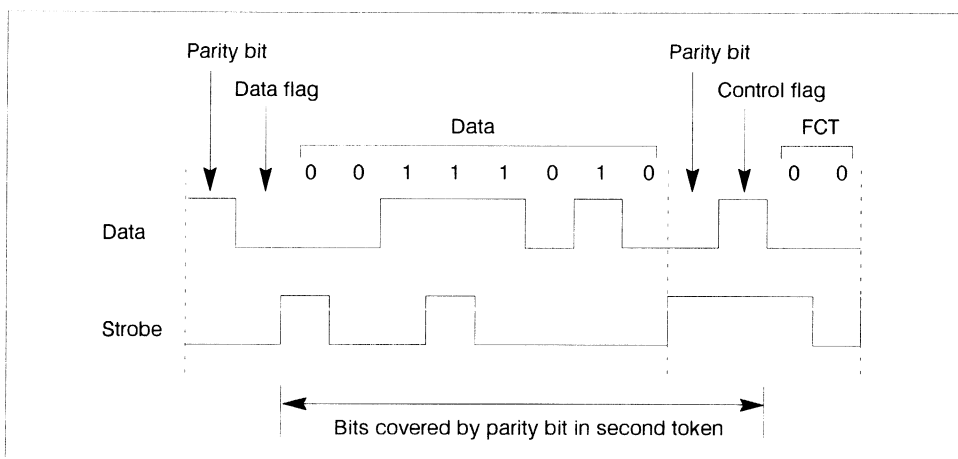 Parity bit
Parity bit
Data flag
Control flag
Data
FCT
0 0 1 1 1 0 1 0
0 0
Data
Strobe
Bits covered by parity bit in second token